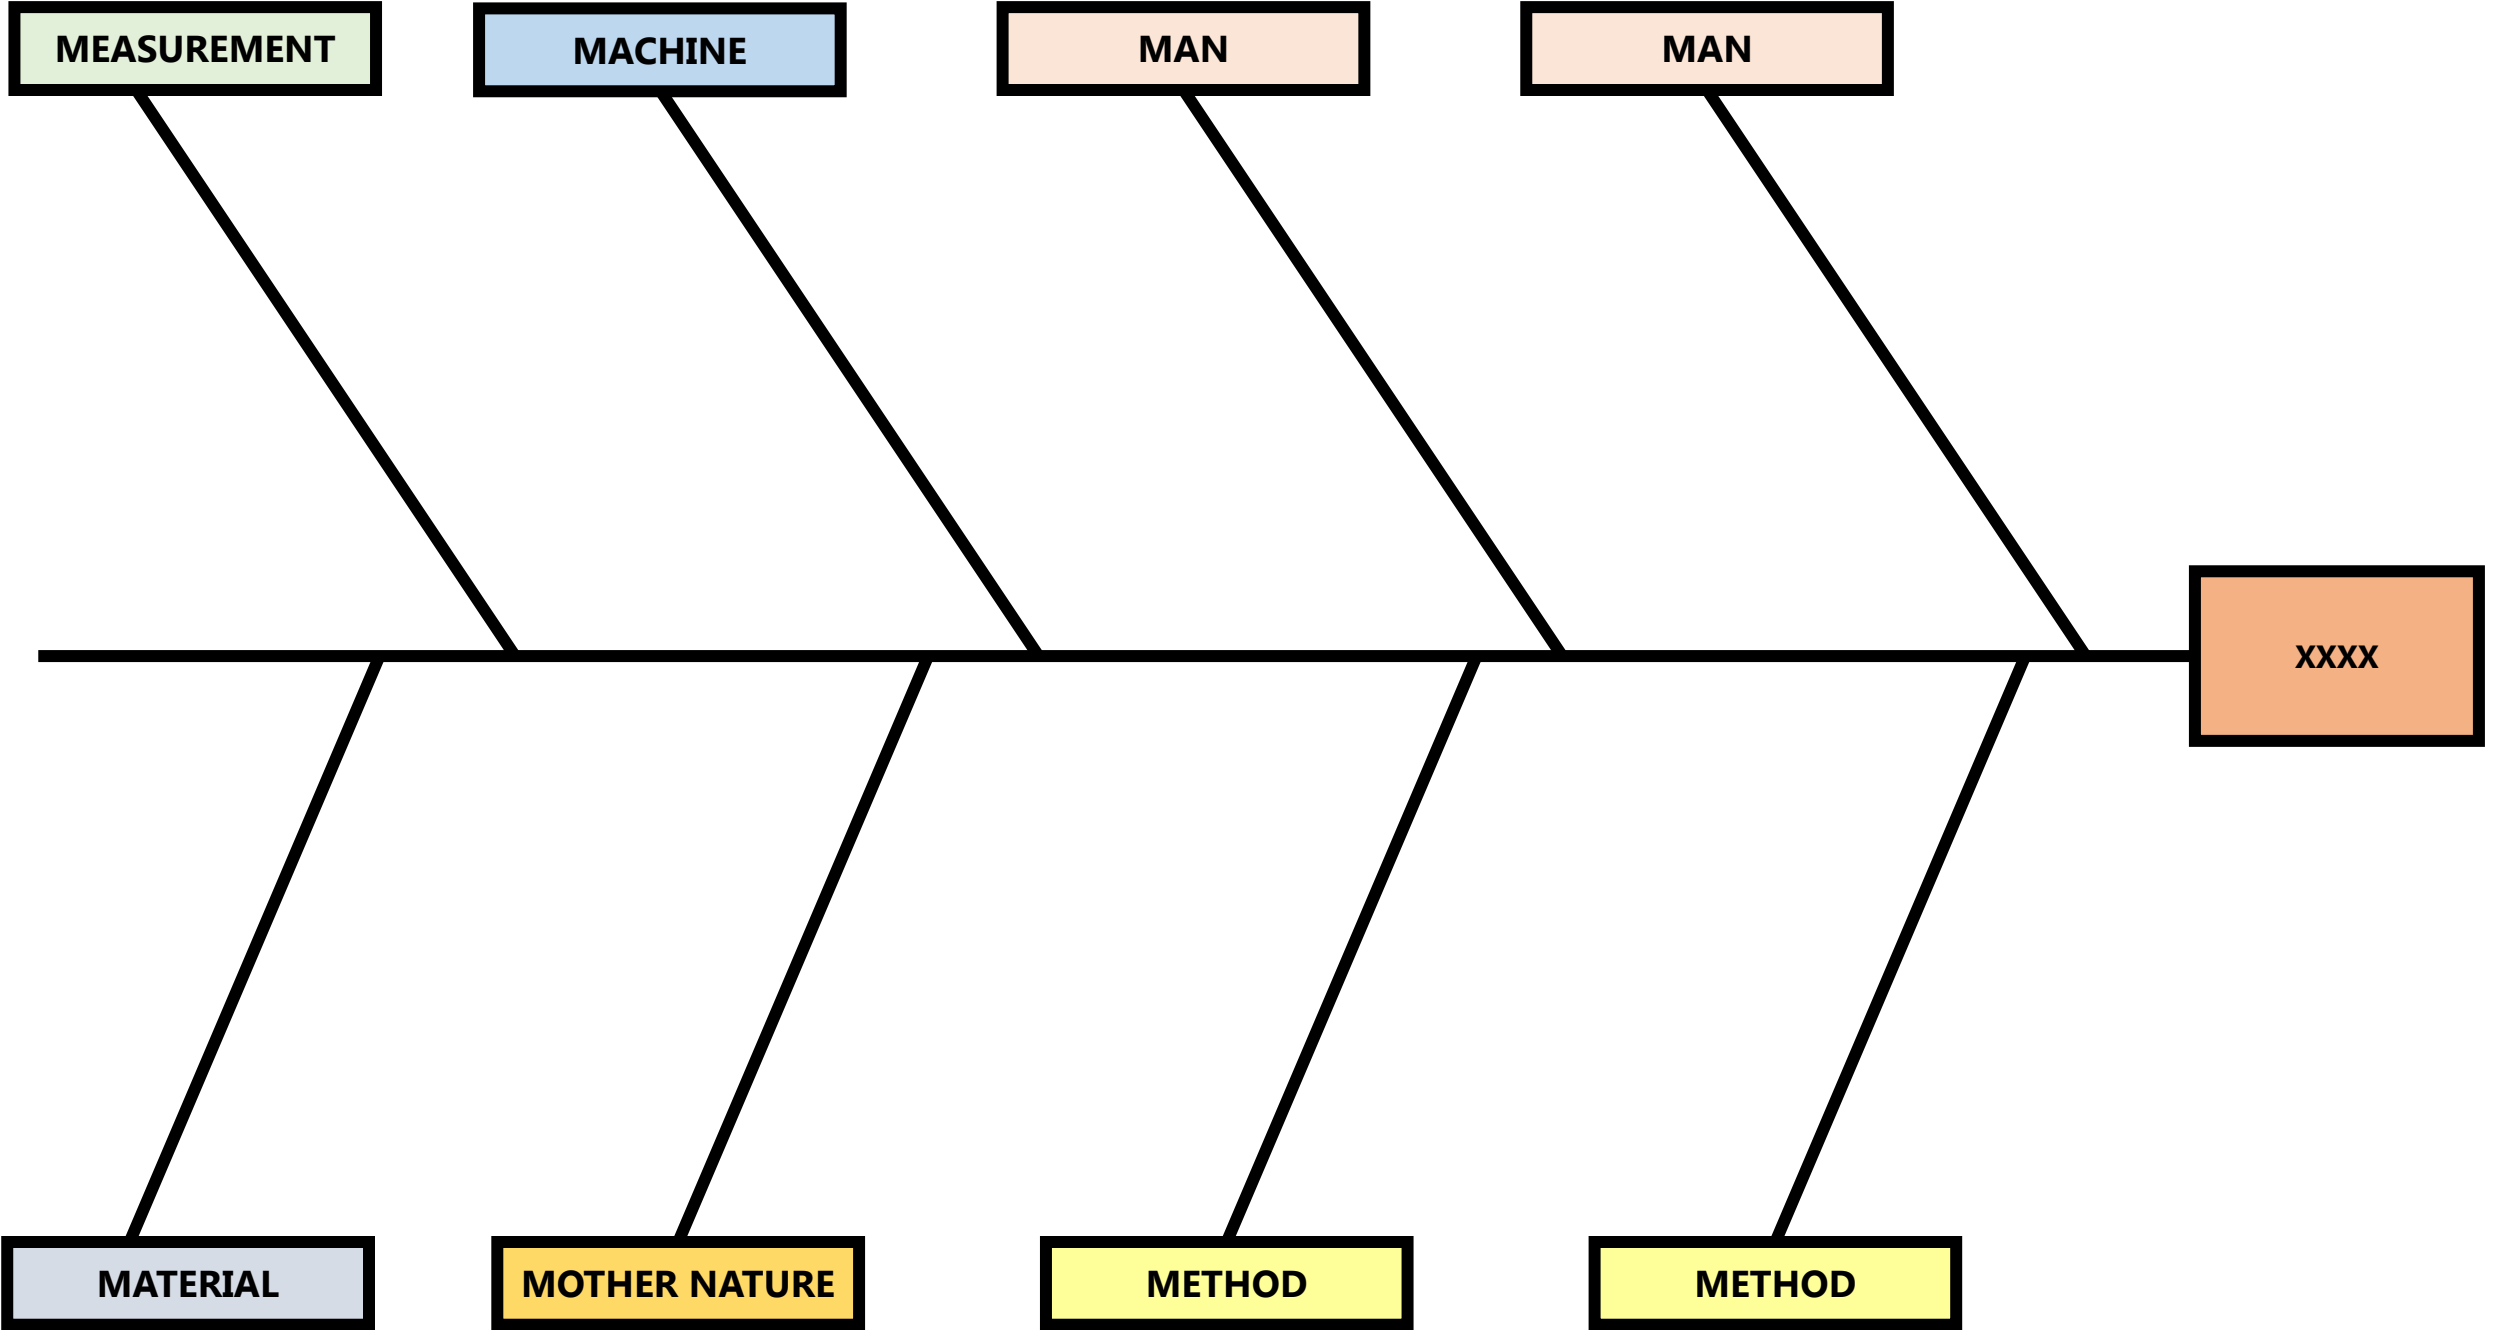 MEASUREMENT
MACHINE
MAN
MAN
XXXX
MATERIAL
MOTHER NATURE
METHOD
METHOD